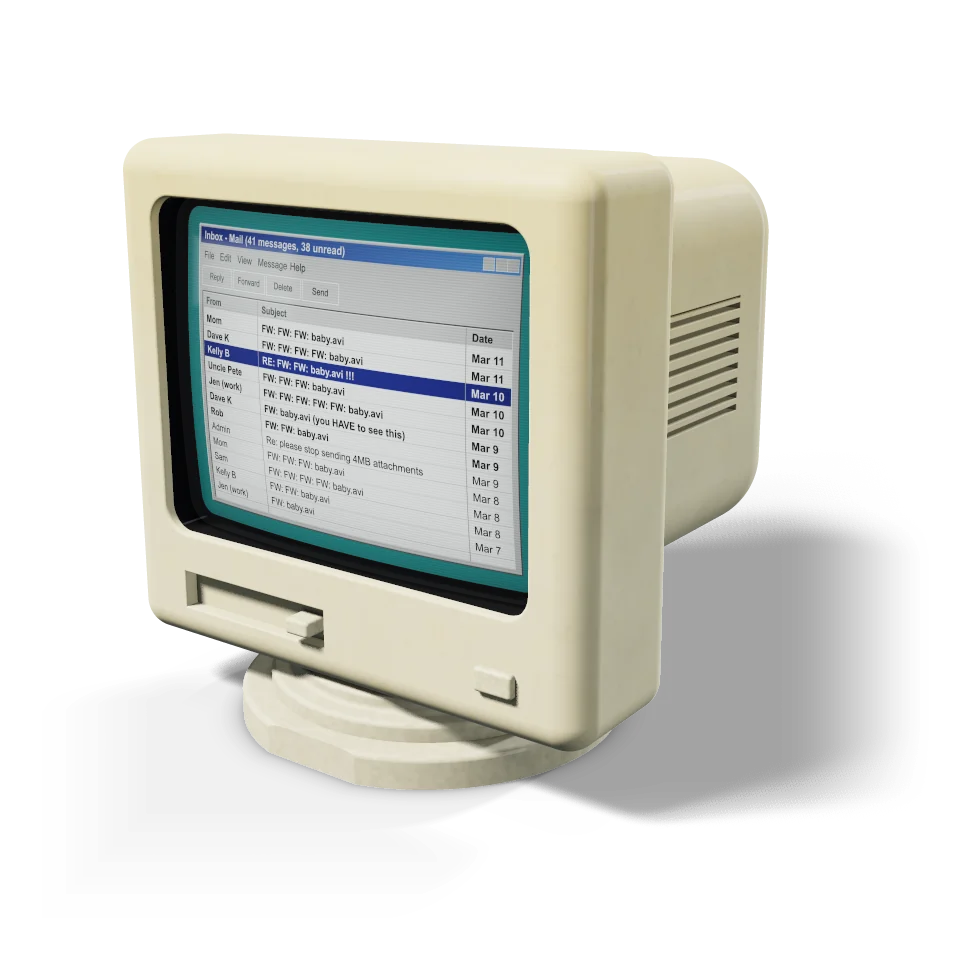 Inbox - Mail (41 messages, 38 unread)
File Edit View Message Help
Reply Forward Delete Send
From Subject Date
Mom FW: FW: FW: baby.avi Mar 11
Dave K FW: FW: FW: FW: baby.avi Mar 11
Kelly B RE: FW: FW: baby.avi !!! Mar 10
Uncle Pete FW: FW: FW: baby.avi Mar 10
Jen (work) FW: FW: FW: FW: FW: baby.avi Mar 10
Dave K FW: baby.avi (you HAVE to see this) Mar 9
Rob FW: FW: baby.avi Mar 9
Admin Re: please stop sending 4MB attachments Mar 9
Mom FW: FW: FW: baby.avi Mar 8
Sam FW: FW: FW: FW: baby.avi Mar 8
Kelly B FW: FW: baby.avi Mar 8
Jen (work) FW: baby.avi Mar 7